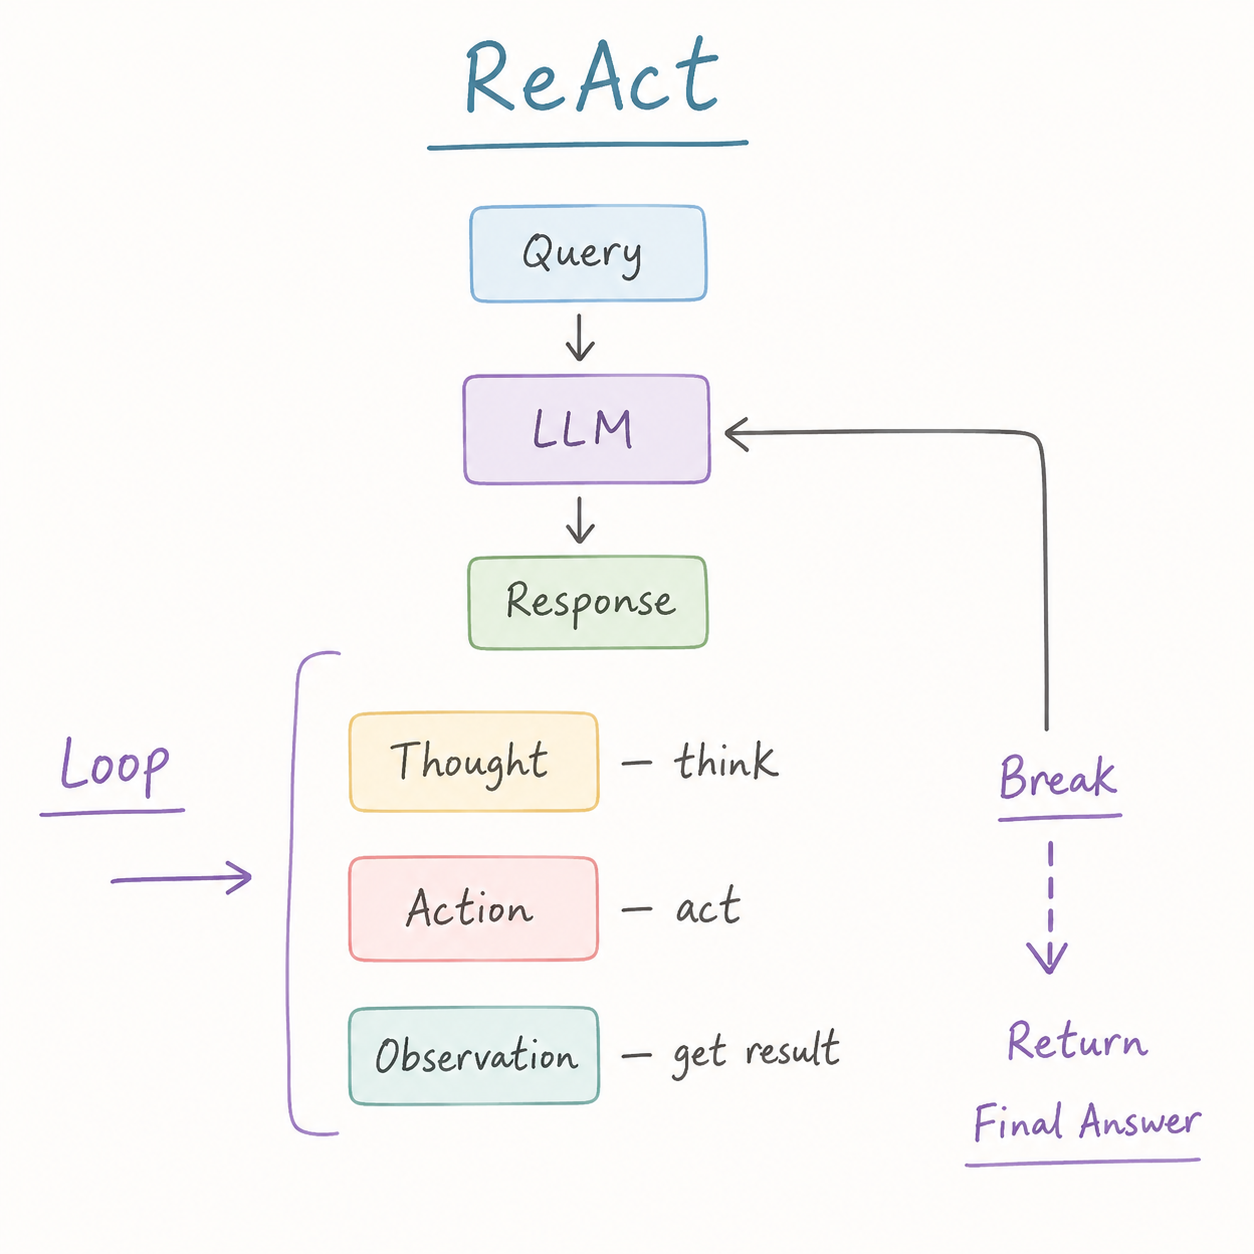 ReAct
Query
LLM
Response
Loop
Thought — think
Action — act
Observation — get result
Break
Return
Final Answer